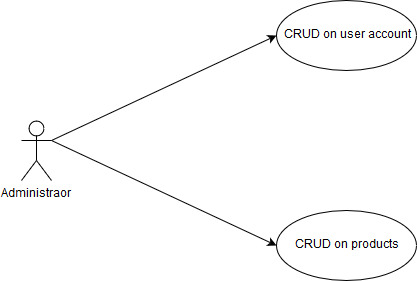 CRUD on user account
Administraor
CRUD on products